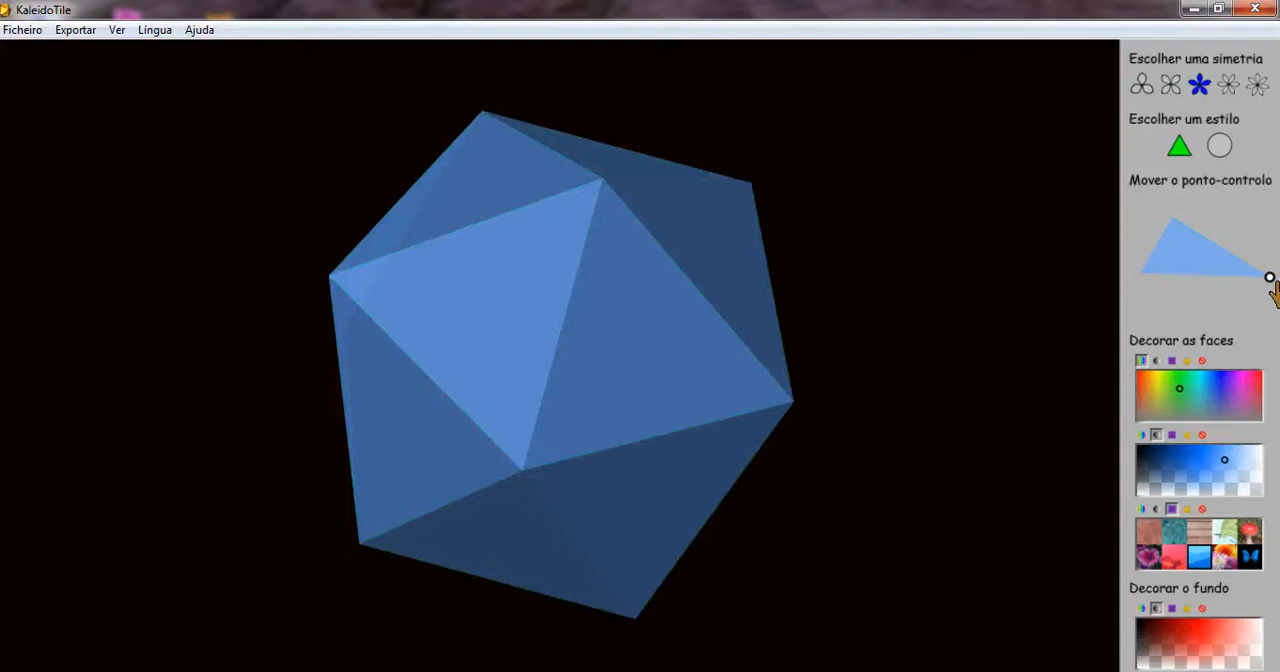 KaleidoTile
Ficheiro Exportar Ver Língua Ajuda
Escolher uma simetria
Escolher um estilo
Mover o ponto-controlo
Decorar as faces
Decorar o fundo